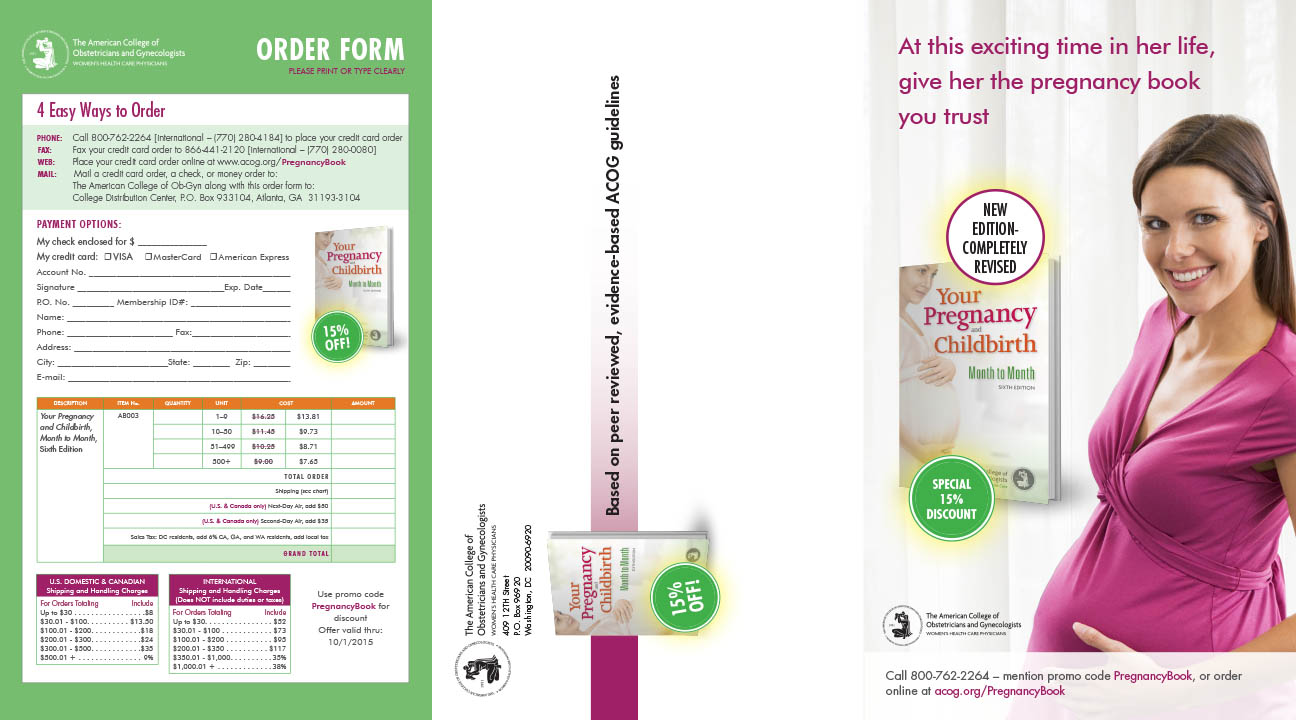 The American College of
Obstetricians and Gynecologists
WOMEN'S HEALTH CARE PHYSICIANS
ORDER FORM
PLEASE PRINT OR TYPE CLEARLY
4 Easy Ways to Order
PHONE: Call 800-762-2264 [International – (770) 280-4184] to place your credit card order
FAX: Fax your credit card order to 866-441-2120 [International – (770) 280-0080]
WEB: Place your credit card order online at www.acog.org/PregnancyBook
MAIL: Mail a credit card order, a check, or money order to:
The American College of Ob-Gyn along with this order form to:
College Distribution Center, P.O. Box 933104, Atlanta, GA 31193-3104
PAYMENT OPTIONS:
My check enclosed for $ ______________
My credit card: ❒ VISA ❒ MasterCard ❒ American Express
Account No. ______________
Signature ______________ Exp. Date______
P.O. No. ________ Membership ID#: ______________
Name: ______________
Phone: ______________ Fax: ______________
Address: ______________
City: ______________ State: ________ Zip: ________
E-mail: ______________
Your
Pregnancy
and
Childbirth
Month to Month
SIXTH EDITION
15%
OFF!
DESCRIPTION ITEM No. QUANTITY UNIT COST AMOUNT
Your Pregnancy
and Childbirth,
Month to Month,
Sixth Edition
AB003
1–9 $16.25 $13.81
10–50 $11.45 $9.73
51–499 $10.25 $8.71
500+ $9.00 $7.65
TOTAL ORDER
Shipping (see chart)
(U.S. & Canada only) Next-Day Air, add $50
(U.S. & Canada only) Second-Day Air, add $35
Sales Tax: DC residents, add 6% CA, GA, and WA residents, add local tax
GRAND TOTAL
U.S. DOMESTIC & CANADIAN
Shipping and Handling Charges
For Orders Totaling Include
Up to $30 . . . . . . . . . . . . . . . $8
$30.01 - $100. . . . . . . . . . $13.50
$100.01 - $200 . . . . . . . . . . . $18
$200.01 - $300. . . . . . . . . . . $24
$300.01 - $500. . . . . . . . . . . $35
$500.01 + . . . . . . . . . . . . . . 9%
INTERNATIONAL
Shipping and Handling Charges
(Does NOT include duties or taxes)
For Orders Totaling Include
Up to $30. . . . . . . . . . . . . . $52
$30.01 - $100 . . . . . . . . . . . $73
$100.01 - $200 . . . . . . . . . . $95
$200.01 - $350 . . . . . . . . . $117
$350.01 - $1,000. . . . . . . . . 35%
$1,000.01 + . . . . . . . . . . . . 38%
Use promo code
PregnancyBook for
discount
Offer valid thru:
10/1/2015
The American College of
Obstetricians and Gynecologists
WOMEN'S HEALTH CARE PHYSICIANS
409 12TH Street
P.O. Box 96920
Washington, DC 20090-6920
Based on peer reviewed, evidence-based ACOG guidelines
Your
Pregnancy
and
Childbirth
Month to Month
SIXTH EDITION
15%
OFF!
At this exciting time in her life,
give her the pregnancy book
you trust
NEW
EDITION-
COMPLETELY
REVISED
Your
Pregnancy
and
Childbirth
Month to Month
SIXTH EDITION
SPECIAL
15%
DISCOUNT
The American College of
Obstetricians and Gynecologists
WOMEN'S HEALTH CARE PHYSICIANS
Call 800-762-2264 – mention promo code PregnancyBook, or order
online at acog.org/PregnancyBook